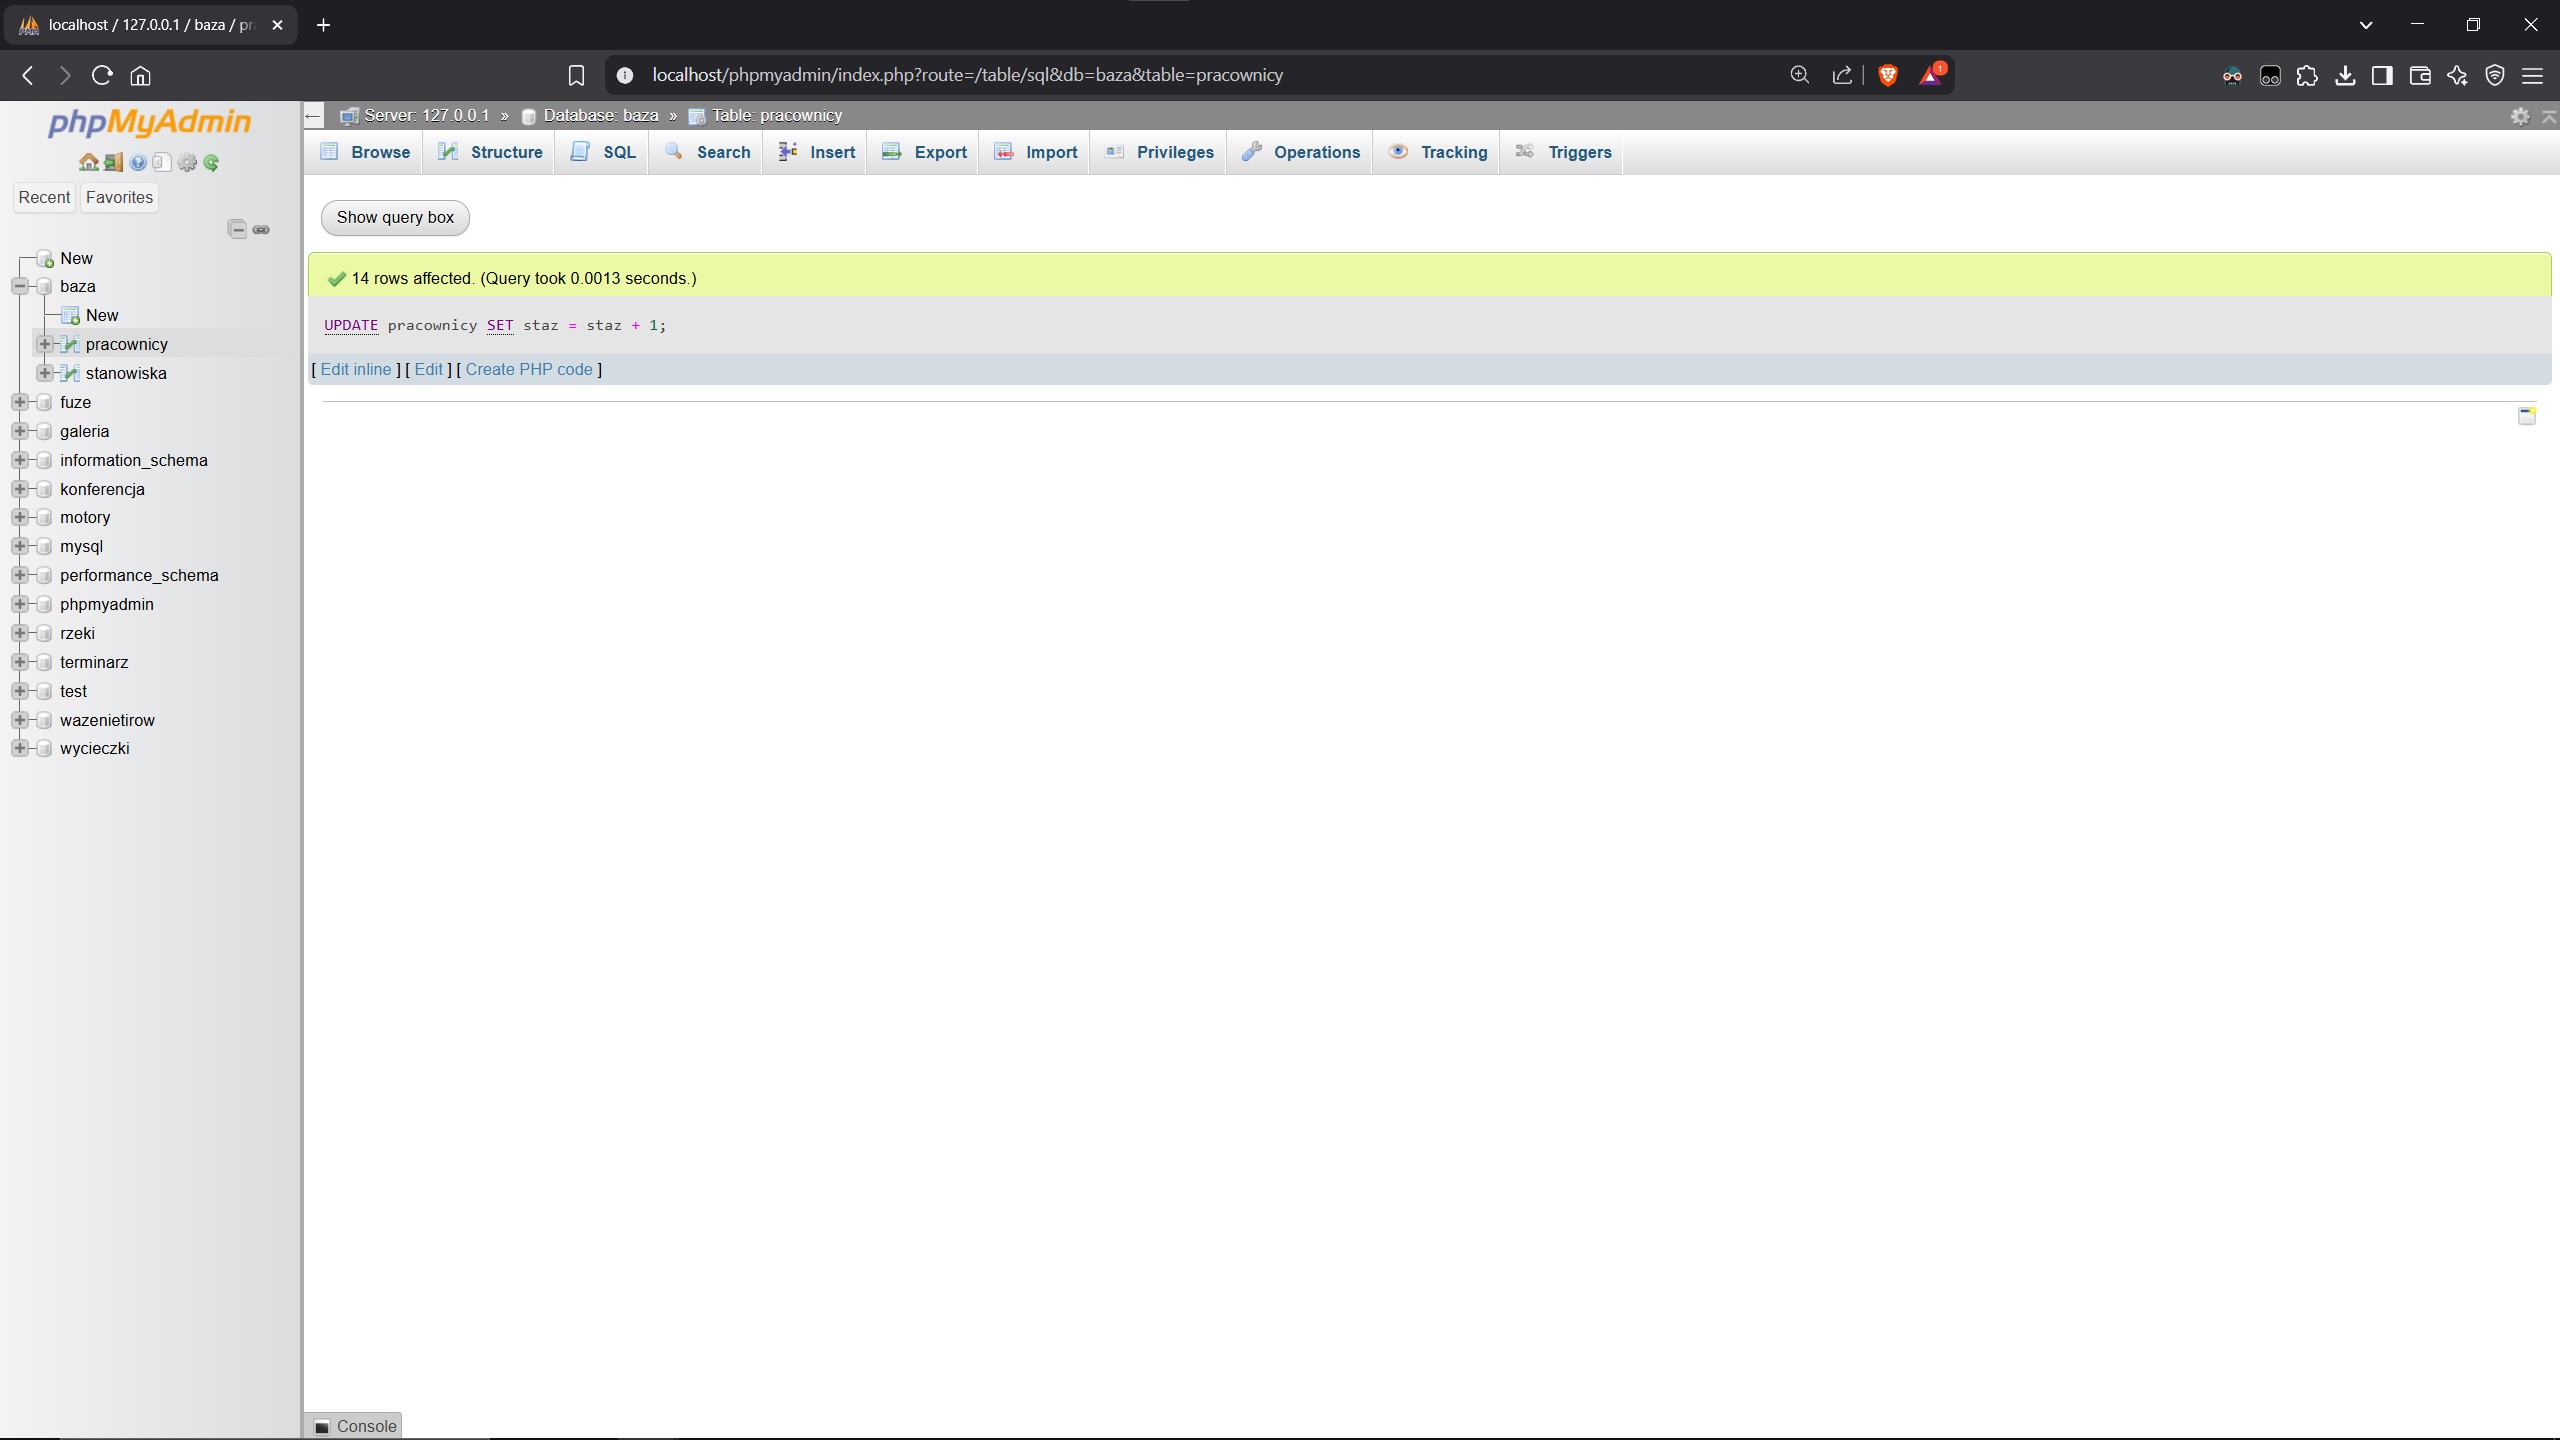 localhost / 127.0.0.1 / baza / pr
localhost/phpmyadmin/index.php?route=/table/sql&db=baza&table=pracownicy
1
phpMyAdmin
Recent
Favorites
New
baza
New
pracownicy
stanowiska
fuze
galeria
information_schema
konferencja
motory
mysql
performance_schema
phpmyadmin
rzeki
terminarz
test
wazenietirow
wycieczki
Server: 127.0.0.1 » Database: baza » Table: pracownicy
Browse Structure SQL Search Insert Export Import Privileges Operations Tracking Triggers
Show query box
14 rows affected. (Query took 0.0013 seconds.)
UPDATE pracownicy SET staz = staz + 1;
[ Edit inline ] [ Edit ] [ Create PHP code ]
Console